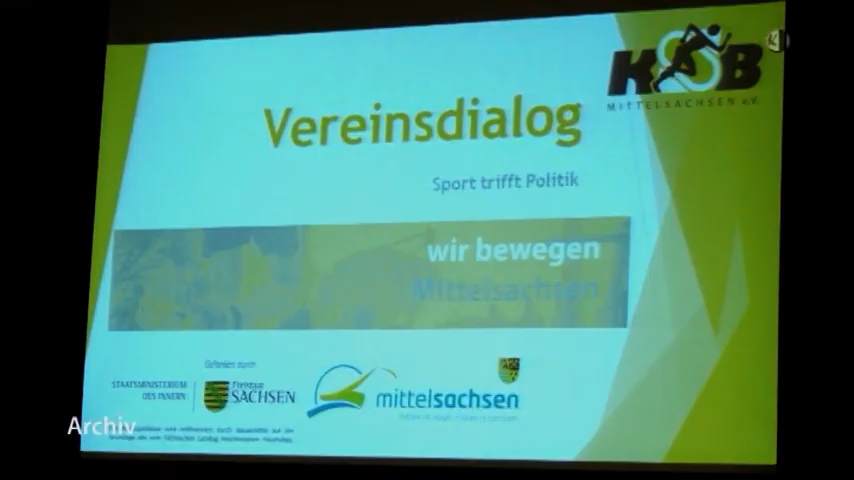 KSB
MITTELSACHSEN e.V.
Vereinsdialog
Sport trifft Politik
wir bewegen
Mittelsachsen
Gefördert durch
STAATSMINISTERIUM
DES INNERN
Freistaat
SACHSEN
mittelsachsen
Archiv